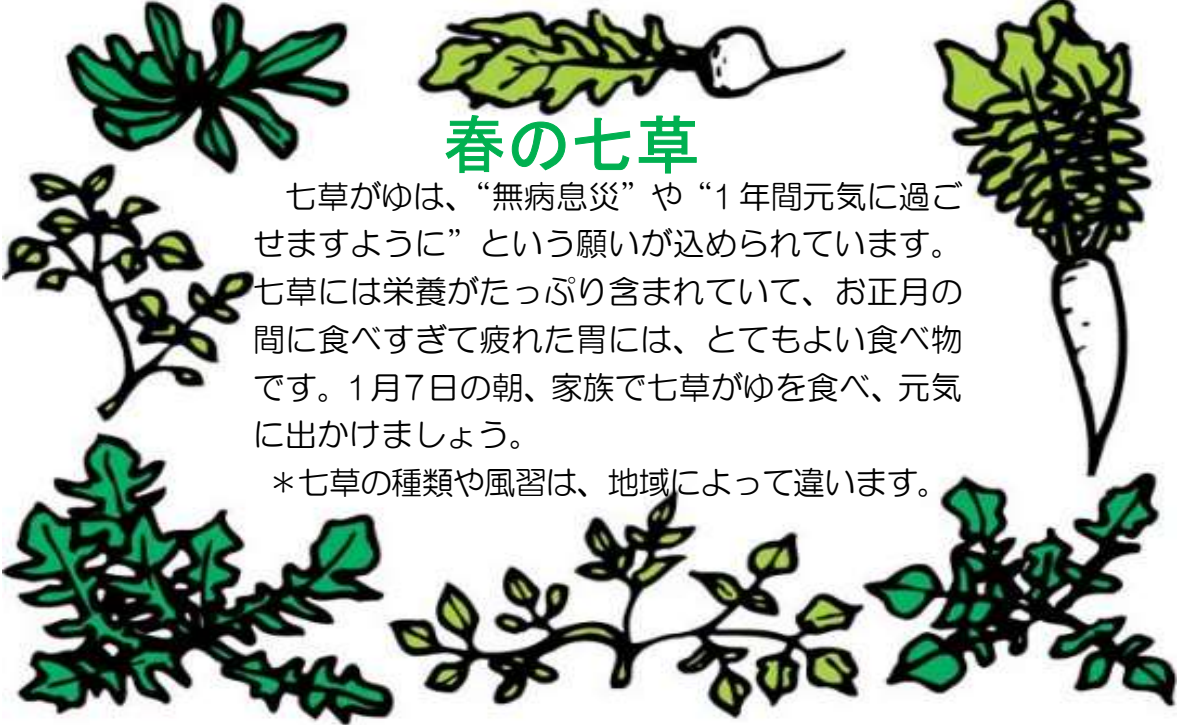 春の七草
七草がゆは、“無病息災”や“1年間元気に過ご
せますように”という願いが込められています。
七草には栄養がたっぷり含まれていて、お正月の
間に食べすぎて疲れた胃には、とてもよい食べ物
です。1月7日の朝、家族で七草がゆを食べ、元気
に出かけましょう。
＊七草の種類や風習は、地域によって違います。